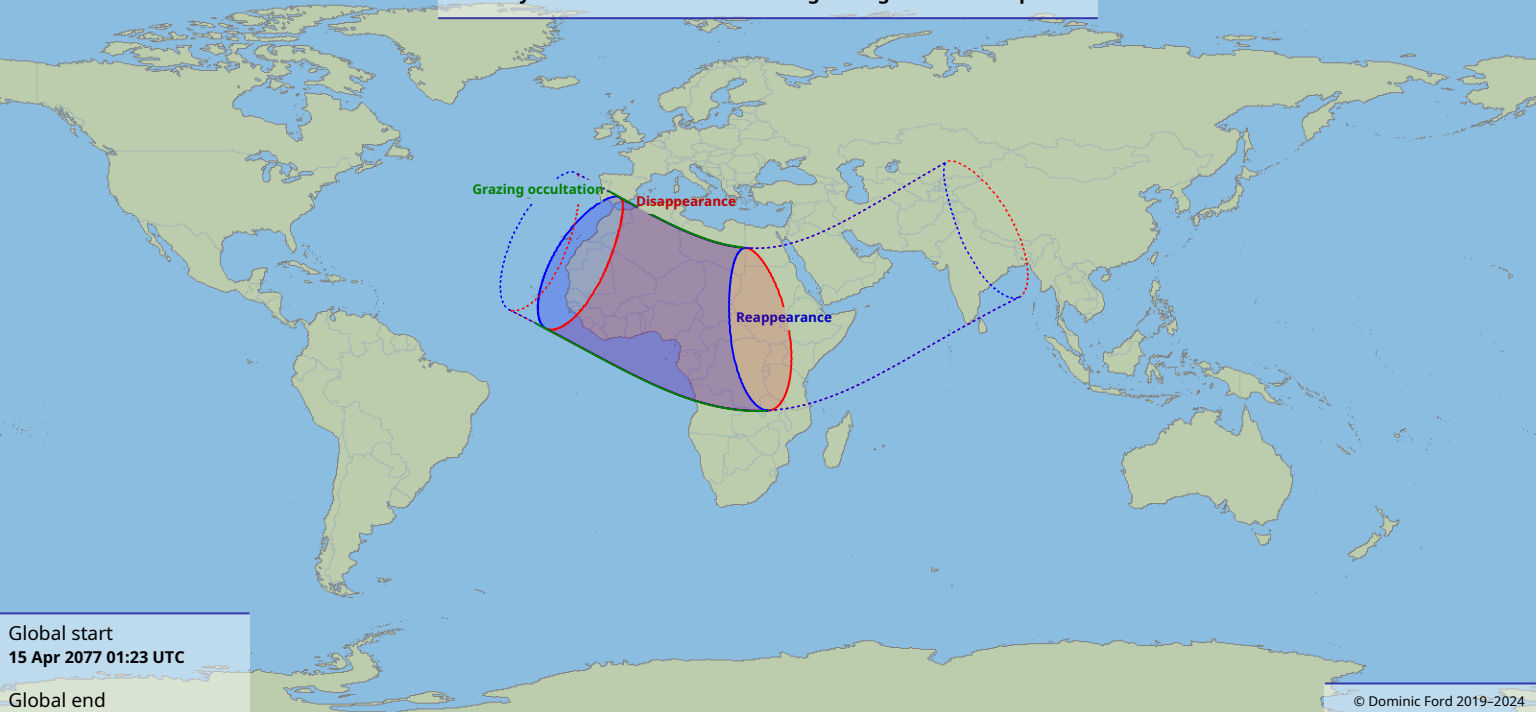 Grazing occultation
Disappearance
Reappearance
Global start
15 Apr 2077 01:23 UTC
Global end
© Dominic Ford 2019–2024